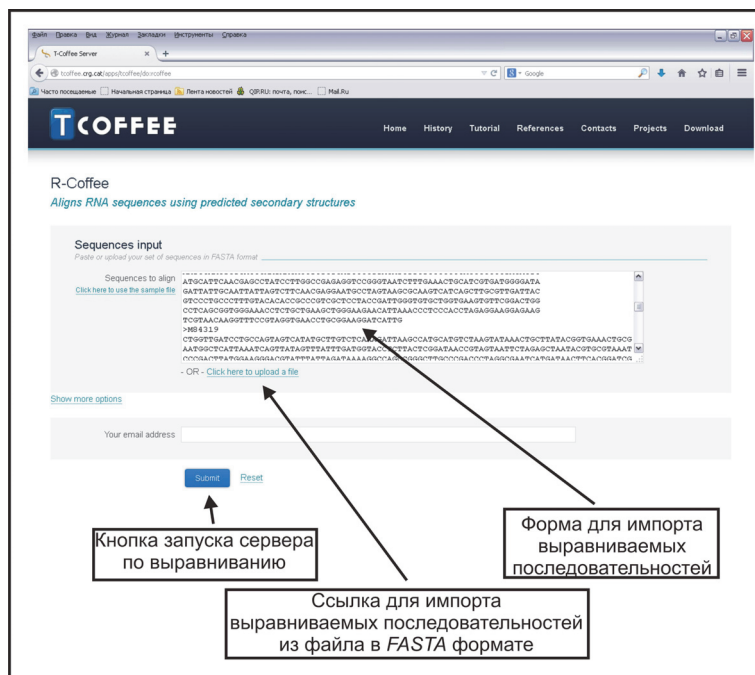 Файл Правка Вид Журнал Закладки Инструменты Справка
T-Coffee Server × +
tcoffee.crg.cat/apps/tcoffee/do:rcoffee
Google
Часто посещаемые Начальная страница Лента новостей QIP.RU: почта, поис... Mail.Ru
TCOFFEE
Home History Tutorial References Contacts Projects Download
R-Coffee
Aligns RNA sequences using predicted secondary structures
Sequences input
Paste or upload your set of sequences in FASTA format
Sequences to align
Click here to use the sample file
ATGCATTCAACGAGCCTATCCTTGGCCGAGAGGTCCGGGTAATCTTTGAAACTGCATCGTGATGGGGATA
GATTATTGCAATTATTAGTCTTCAACGAGGAATGCCTAGTAAGCGCAAGTCATCAGCTTGCGTTGATTAC
GTCCCTGCCCTTTGTACACACCGCCCGTCGCTCCTACCGATTGGGTGTGCTGGTGAAGTGTTCGGACTGG
CCTCAGCGGTGGGAAACCTCTGCTGAAGCTGGGAAGAACATTAAACCCTCCCACCTAGAGGAAGGAGAAG
TCGTAACAAGGTTTCCGTAGGTGAACCTGCGGAAGGATCATTG
>MB4319
- OR - Click here to upload a file
Show more options
Your email address
Submit Reset
Кнопка запуска сервера
по выравниванию
Форма для импорта
выравниваемых
последовательностей
Ссылка для импорта
выравниваемых последовательностей
из файла в FASTA формате